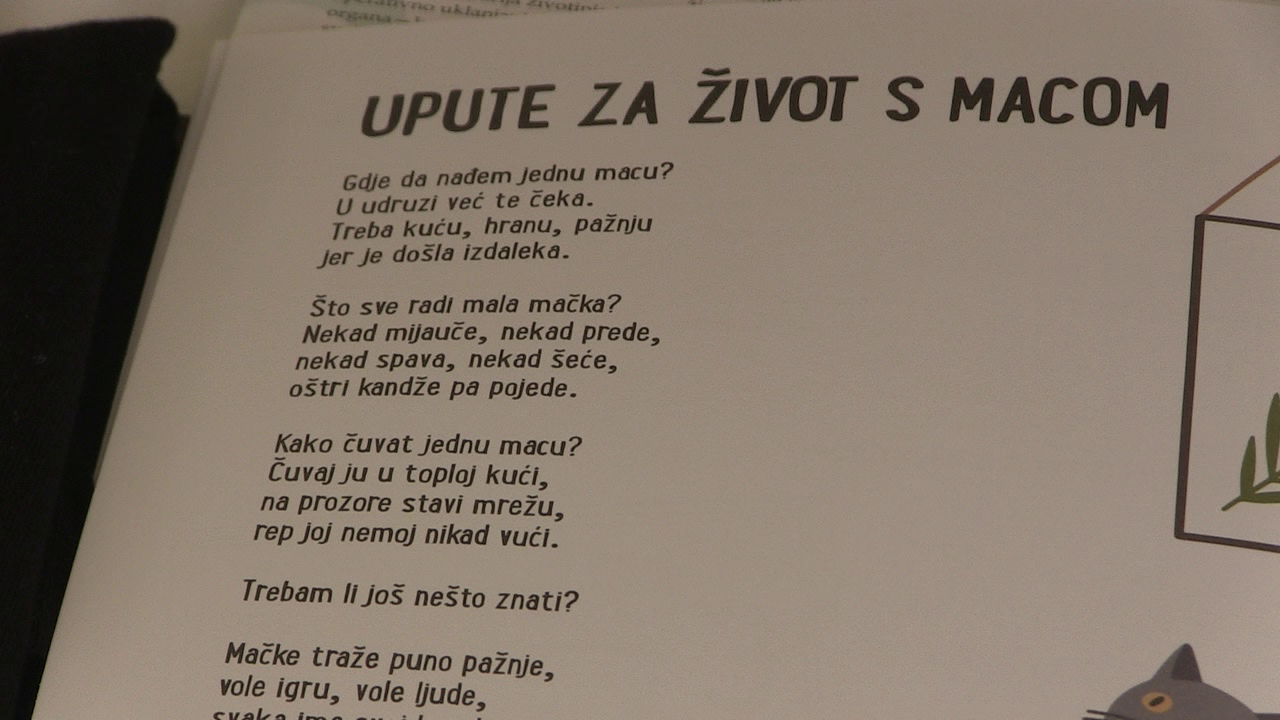 organa
UPUTE ZA ŽIVOT S MACOM
Gdje da nađem jednu macu?
U udruzi već te čeka.
Treba kuću, hranu, pažnju
jer je došla izdaleka.
Što sve radi mala mačka?
Nekad mijauče, nekad prede,
nekad spava, nekad šeće,
oštri kandže pa pojede.
Kako čuvat jednu macu?
Čuvaj ju u toploj kući,
na prozore stavi mrežu,
rep joj nemoj nikad vući.
Trebam li još nešto znati?
Mačke traže puno pažnje,
vole igru, vole ljude,
svaka ima